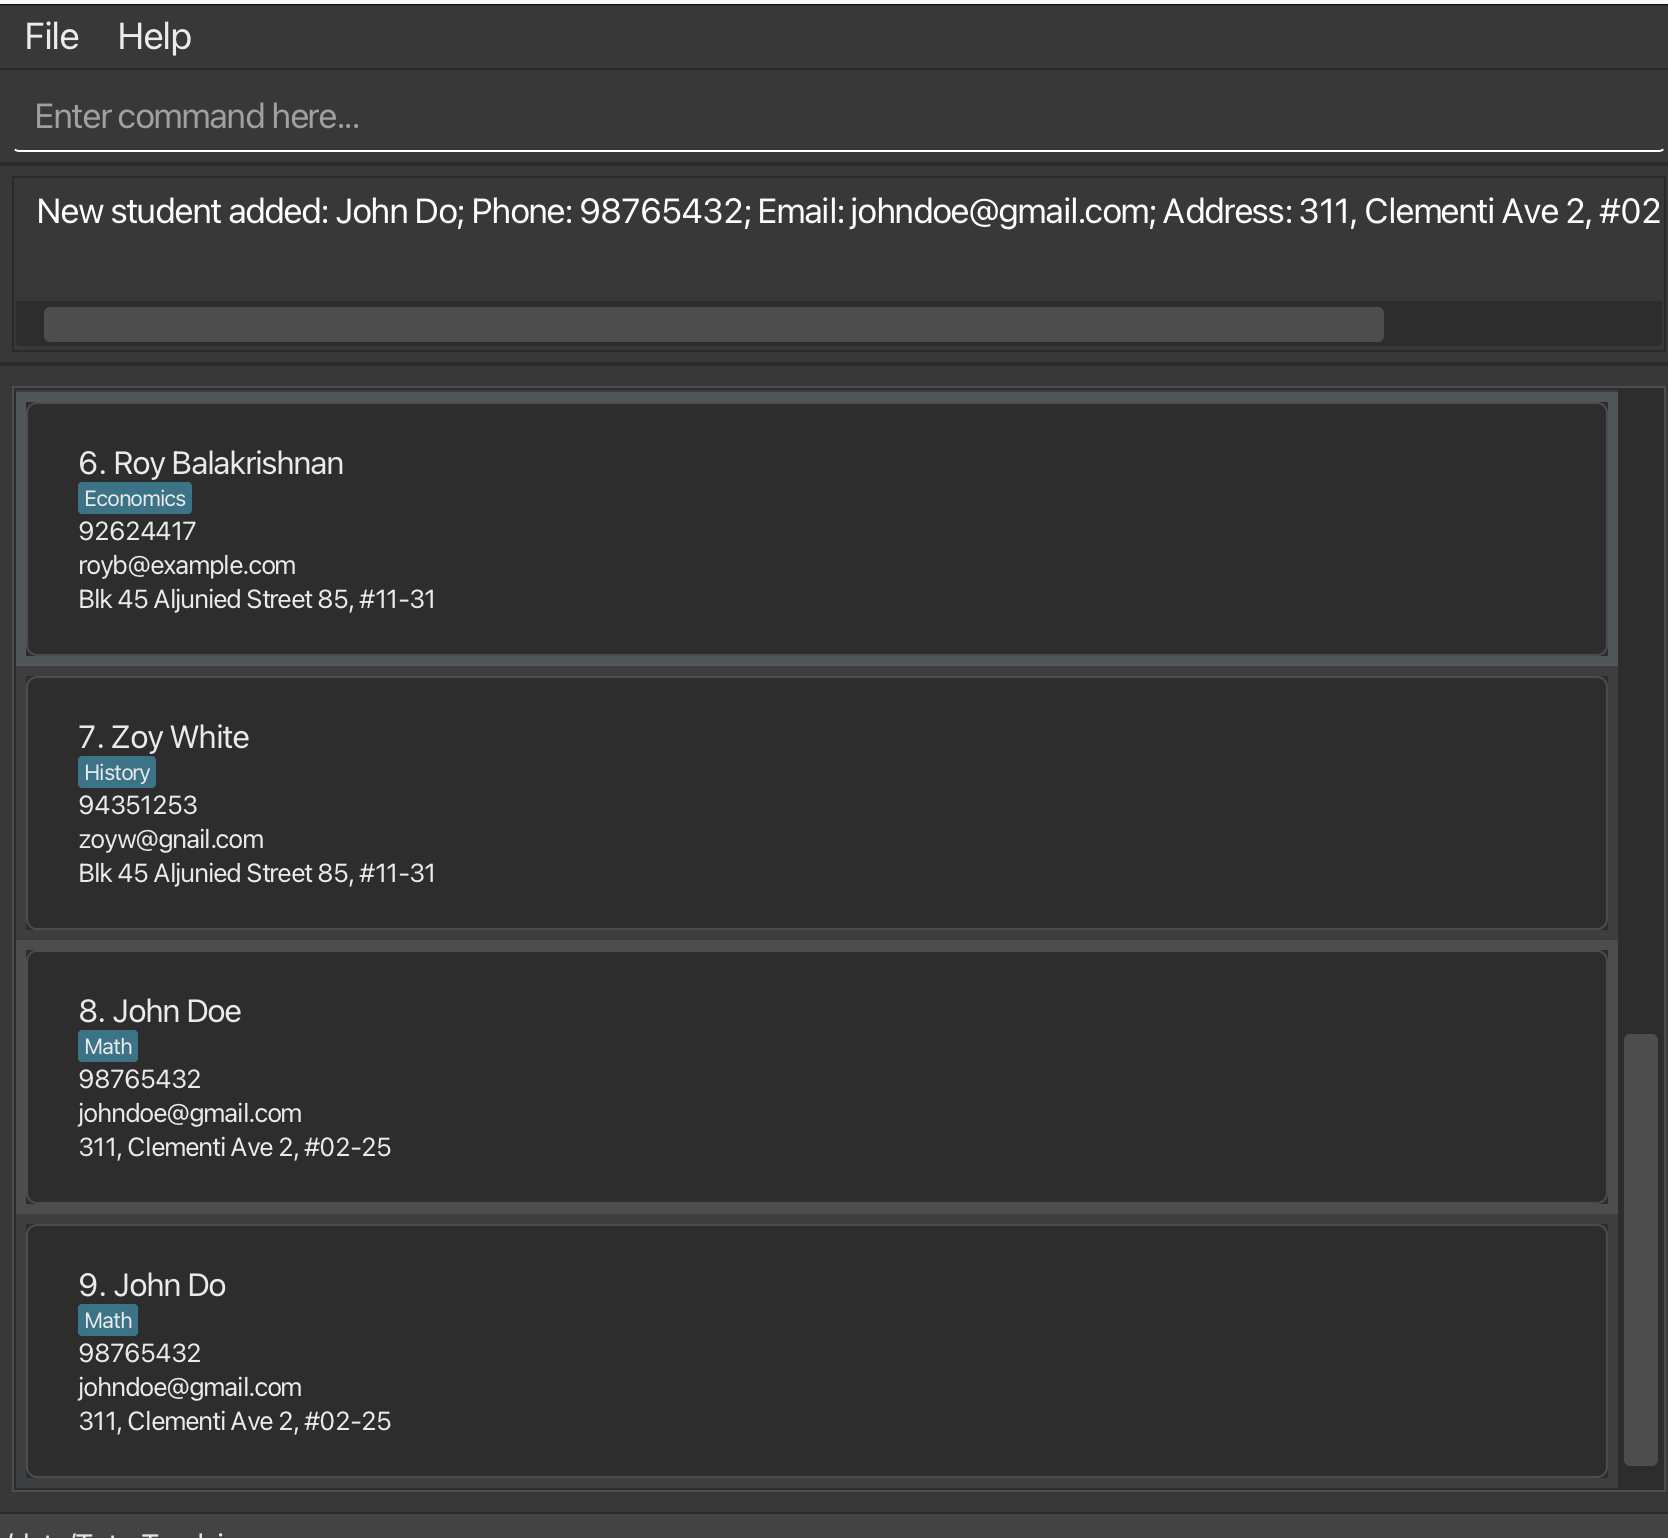 File Help
Enter command here...
New student added: John Do; Phone: 98765432; Email: johndoe@gmail.com; Address: 311, Clementi Ave 2, #02
6. Roy Balakrishnan
Economics
92624417
royb@example.com
Blk 45 Aljunied Street 85, #11-31
7. Zoy White
History
94351253
zoyw@gnail.com
Blk 45 Aljunied Street 85, #11-31
8. John Doe
Math
98765432
johndoe@gmail.com
311, Clementi Ave 2, #02-25
9. John Do
Math
98765432
johndoe@gmail.com
311, Clementi Ave 2, #02-25